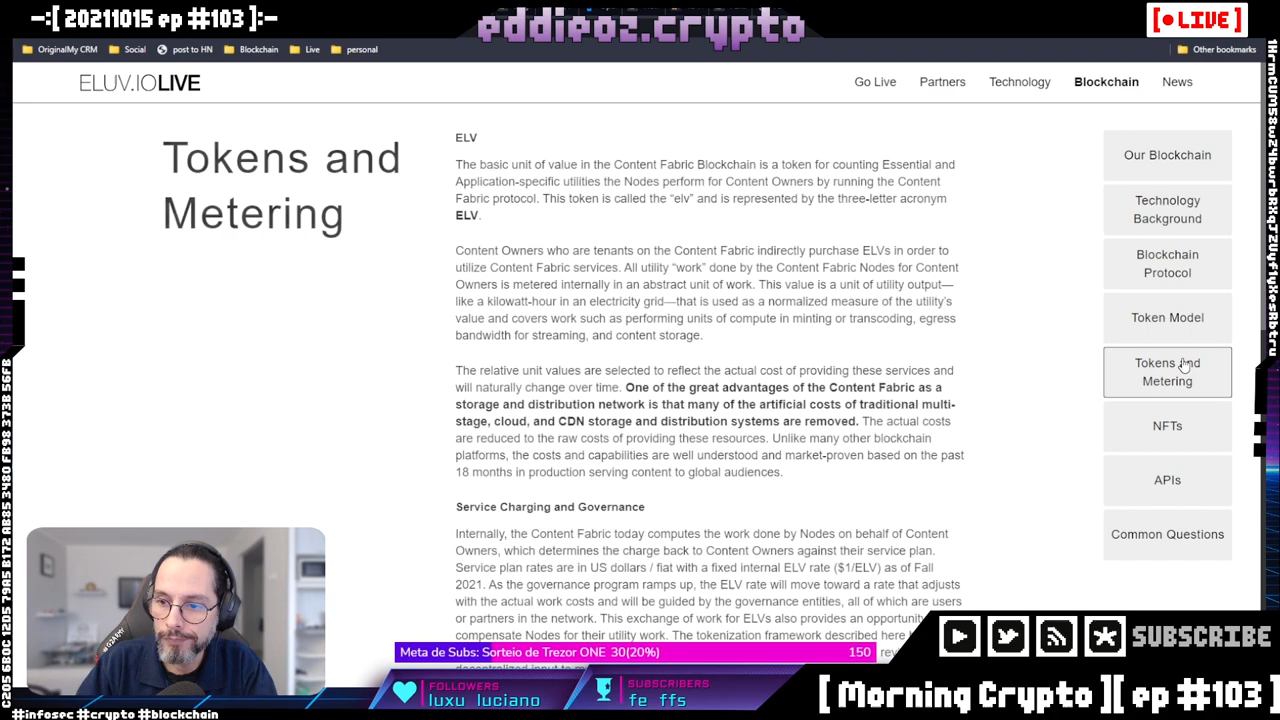 -:[ 20211015 ep #103 ]:-
eddieoz.crypto
[ • LIVE ]
OriginalMy CRM
Social
post to HN
Blockchain
Live
personal
Other bookmarks
ELUV.IOLIVE
Go Live
Partners
Technology
Blockchain
News
Tokens and
Metering
ELV
The basic unit of value in the Content Fabric Blockchain is a token for counting Essential and
Application-specific utilities the Nodes perform for Content Owners by running the Content
Fabric protocol. This token is called the “elv” and is represented by the three-letter acronym
ELV.
Content Owners who are tenants on the Content Fabric indirectly purchase ELVs in order to
utilize Content Fabric services. All utility “work” done by the Content Fabric Nodes for Content
Owners is metered internally in an abstract unit of work. This value is a unit of utility output—
like a kilowatt-hour in an electricity grid—that is used as a normalized measure of the utility’s
value and covers work such as performing units of compute in minting or transcoding, egress
bandwidth for streaming, and content storage.
The relative unit values are selected to reflect the actual cost of providing these services and
will naturally change over time. One of the great advantages of the Content Fabric as a
storage and distribution network is that many of the artificial costs of traditional multi-
stage, cloud, and CDN storage and distribution systems are removed. The actual costs
are reduced to the raw costs of providing these resources. Unlike many other blockchain
platforms, the costs and capabilities are well understood and market-proven based on the past
18 months in production serving content to global audiences.
Service Charging and Governance
Internally, the Content Fabric today computes the work done by Nodes on behalf of Content
Owners, which determines the charge back to Content Owners against their service plan.
Service plan rates are in US dollars / fiat with a fixed internal ELV rate ($1/ELV) as of Fall
2021. As the governance program ramps up, the ELV rate will move toward a rate that adjusts
with the actual work costs and will be guided by the governance entities, all of which are users
or partners in the network. This exchange of work for ELVs also provides an
compensate Nodes for their utility work. The tokenization framework described here
Our Blockchain
Technology
Background
Blockchain
Protocol
Token Model
Tokens and
Metering
NFTs
APIs
Common Questions
Meta de Subs: Sorteio de Trezor ONE 30(20%)
150
FOLLOWERS
luxu luciano
SUBSCRIBERS
fe ffs
SUBSCRIBE
[ Morning Crypto ][ ep #103 ]
#infosec #crypto #blockchain